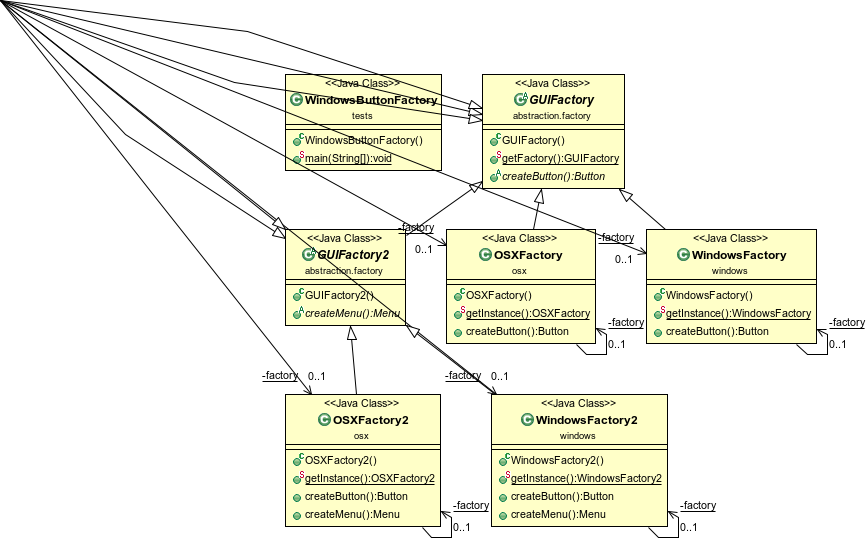 <<Java Class>>
WindowsButtonFactory
tests
WindowsButtonFactory()
main(String[]):void
<<Java Class>>
GUIFactory
abstraction.factory
GUIFactory()
getFactory():GUIFactory
createButton():Button
-factory
0..1
-factory
0..1
<<Java Class>>
GUIFactory2
abstraction.factory
GUIFactory2()
createMenu():Menu
<<Java Class>>
OSXFactory
osx
OSXFactory()
getInstance():OSXFactory
createButton():Button
-factory
0..1
<<Java Class>>
WindowsFactory
windows
WindowsFactory()
getInstance():WindowsFactory
createButton():Button
-factory
0..1
-factory 0..1
-factory 0..1
<<Java Class>>
OSXFactory2
osx
OSXFactory2()
getInstance():OSXFactory2
createButton():Button
createMenu():Menu
-factory
0..1
<<Java Class>>
WindowsFactory2
windows
WindowsFactory2()
getInstance():WindowsFactory2
createButton():Button
createMenu():Menu
-factory
0..1